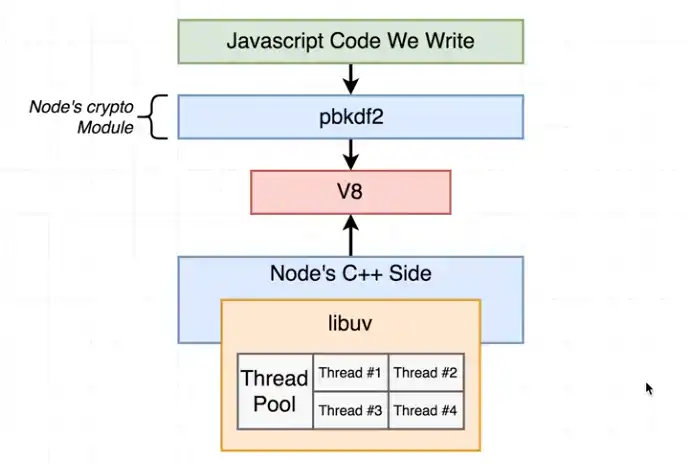 Javascript Code We Write
Node's crypto
Module
pbkdf2
V8
Node's C++ Side
libuv
Thread
Pool
Thread #1
Thread #2
Thread #3
Thread #4